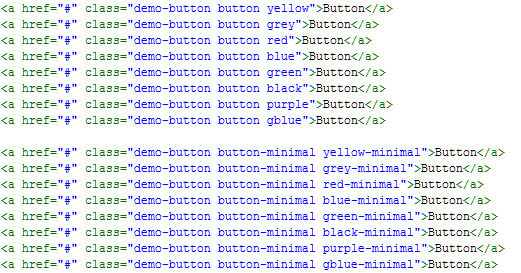 <a href="#" class="demo-button button yellow">Button</a>
<a href="#" class="demo-button button grey">Button</a>
<a href="#" class="demo-button button red">Button</a>
<a href="#" class="demo-button button blue">Button</a>
<a href="#" class="demo-button button green">Button</a>
<a href="#" class="demo-button button black">Button</a>
<a href="#" class="demo-button button purple">Button</a>
<a href="#" class="demo-button button gblue">Button</a>
<a href="#" class="demo-button button-minimal yellow-minimal">Button</a>
<a href="#" class="demo-button button-minimal grey-minimal">Button</a>
<a href="#" class="demo-button button-minimal red-minimal">Button</a>
<a href="#" class="demo-button button-minimal blue-minimal">Button</a>
<a href="#" class="demo-button button-minimal green-minimal">Button</a>
<a href="#" class="demo-button button-minimal black-minimal">Button</a>
<a href="#" class="demo-button button-minimal purple-minimal">Button</a>
<a href="#" class="demo-button button-minimal gblue-minimal">Button</a>